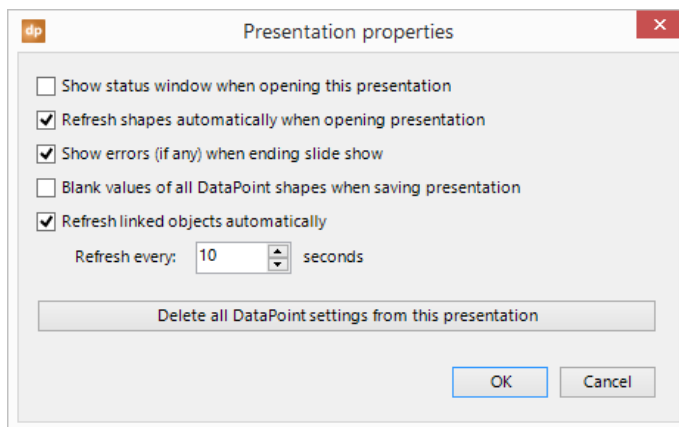 dp
Presentation properties
Show status window when opening this presentation
Refresh shapes automatically when opening presentation
Show errors (if any) when ending slide show
Blank values of all DataPoint shapes when saving presentation
Refresh linked objects automatically
Refresh every: 10 seconds
Delete all DataPoint settings from this presentation
OK Cancel